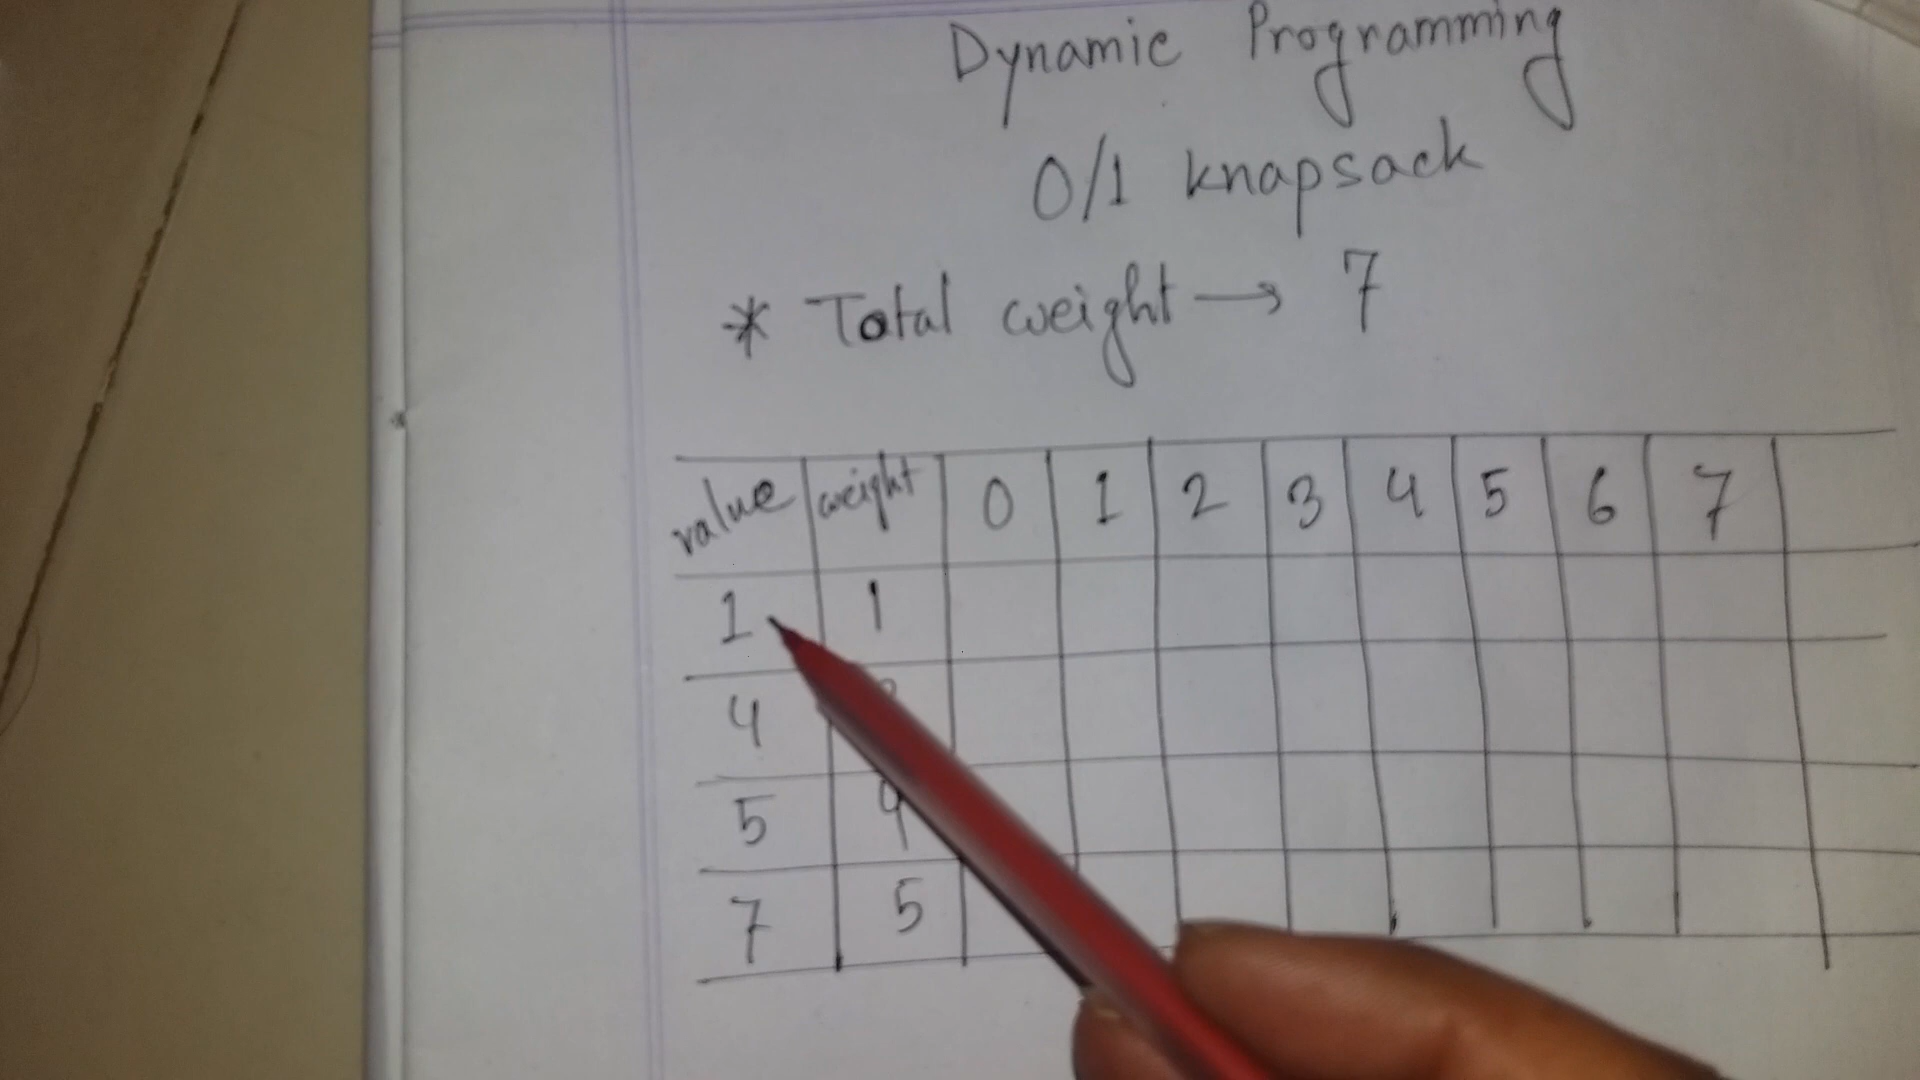 Dynamic Programming
0/1 knapsack
* Total weight → 7
value weight 0 1 2 3 4 5 6 7
1 1
4
5 4
7 5